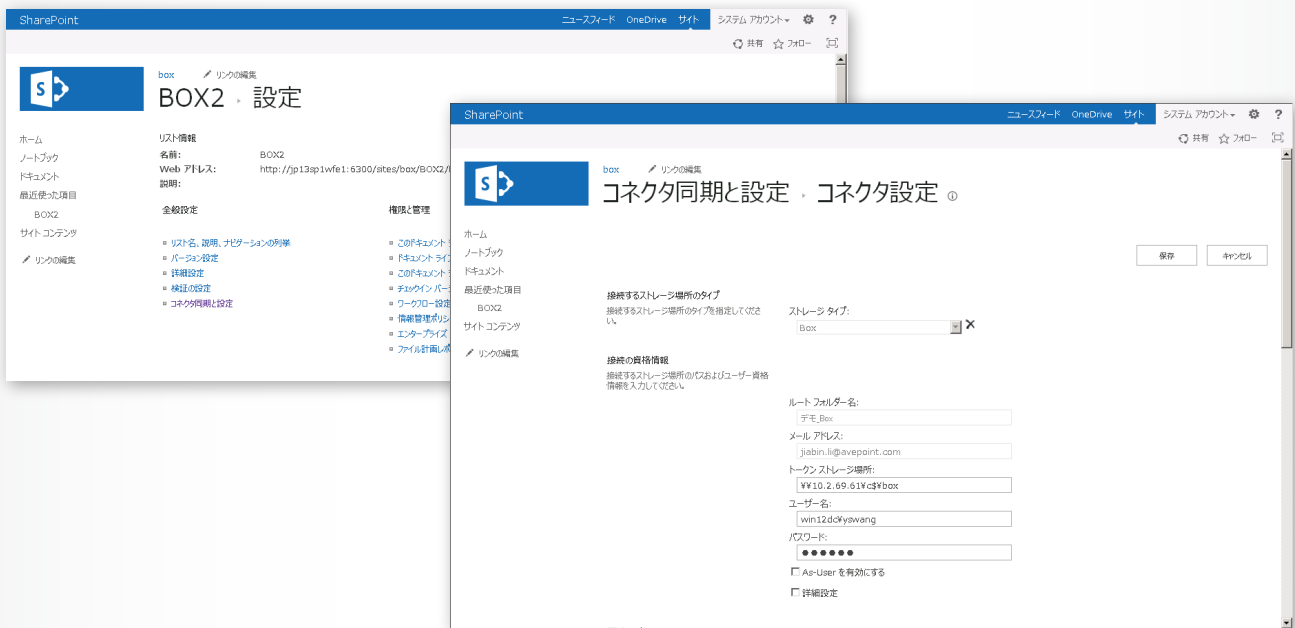 SharePoint
ニュースフィード OneDrive サイト システム アカウント ?
共有 フォロー
S
box リンクの編集
BOX2 › 設定
ホーム
ノートブック
ドキュメント
最近使った項目
BOX2
サイト コンテンツ
リンクの編集
リスト情報
名前: BOX2
Web アドレス: http://jp13sp1wfe1:6300/sites/box/BOX2/
説明:
全般設定
リスト名、説明、ナビゲーションの列挙
バージョン設定
詳細設定
検証の設定
コネクタ同期と設定
権限と管理
このドキュメント
ドキュメント ライ
このドキュメント
チェックイン バー
ワークフロー設定
情報管理ポリシ
エンタープライズ
ファイル計画レポ
SharePoint
ニュースフィード OneDrive サイト システム アカウント ?
共有 フォロー
S
box リンクの編集
コネクタ同期と設定 › コネクタ設定
ホーム
ノートブック
ドキュメント
最近使った項目
BOX2
サイト コンテンツ
リンクの編集
保存 キャンセル
接続するストレージ場所のタイプ
接続するストレージ場所のタイプを指定してくださ
い。
ストレージ タイプ:
Box
接続の資格情報
接続するストレージ場所のパスおよびユーザー資格
情報を入力してください。
ルート フォルダー名:
デモ_Box
メール アドレス:
jiabin.li@avepoint.com
トークン ストレージ場所:
¥¥10.2.69.61¥c$¥box
ユーザー名:
win12dc¥yswang
パスワード:
●●●●●●
As-User を有効にする
詳細設定